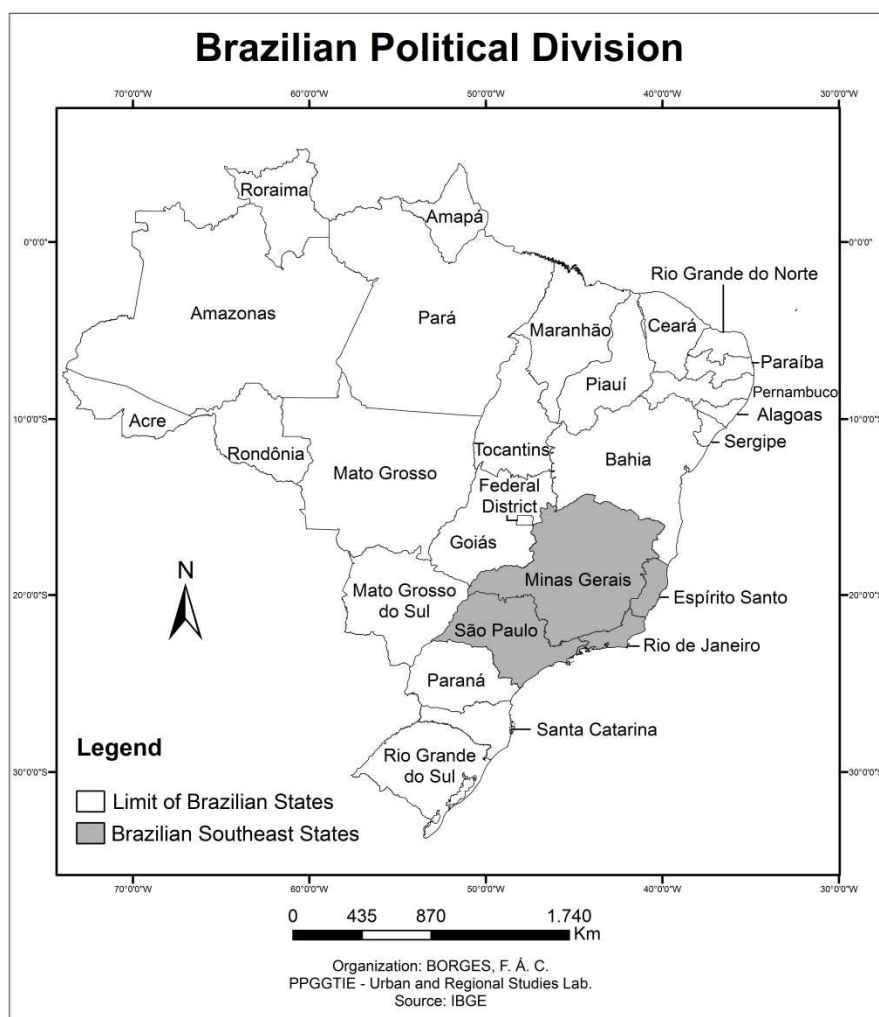 Brazilian Political Division
70°0'0"W
60°0'0"W
50°0'0"W
40°0'0"W
30°0'0"W
Roraima
Amapá
0°0'0"
0°0'0"
Rio Grande do Norte
Amazonas
Pará
Maranhão
Ceará
Paraíba
Piauí
Pernambuco
10°0'0"S
10°0'0"S
Acre
Alagoas
Rondônia
Tocantins
Sergipe
Mato Grosso
Bahia
Federal
District
Goiás
N
Mato Grosso
do Sul
Minas Gerais
Espírito Santo
20°0'0"S
20°0'0"S
São Paulo
Rio de Janeiro
Paraná
Santa Catarina
Legend
Rio Grande
do Sul
30°0'0"S
30°0'0"S
Limit of Brazilian States
Brazilian Southeast States
70°0'0"W
60°0'0"W
50°0'0"W
40°0'0"W
30°0'0"W
0 435 870 1.740
Km
Organization: BORGES, F. Á. C.
PPGGTIE - Urban and Regional Studies Lab.
Source: IBGE